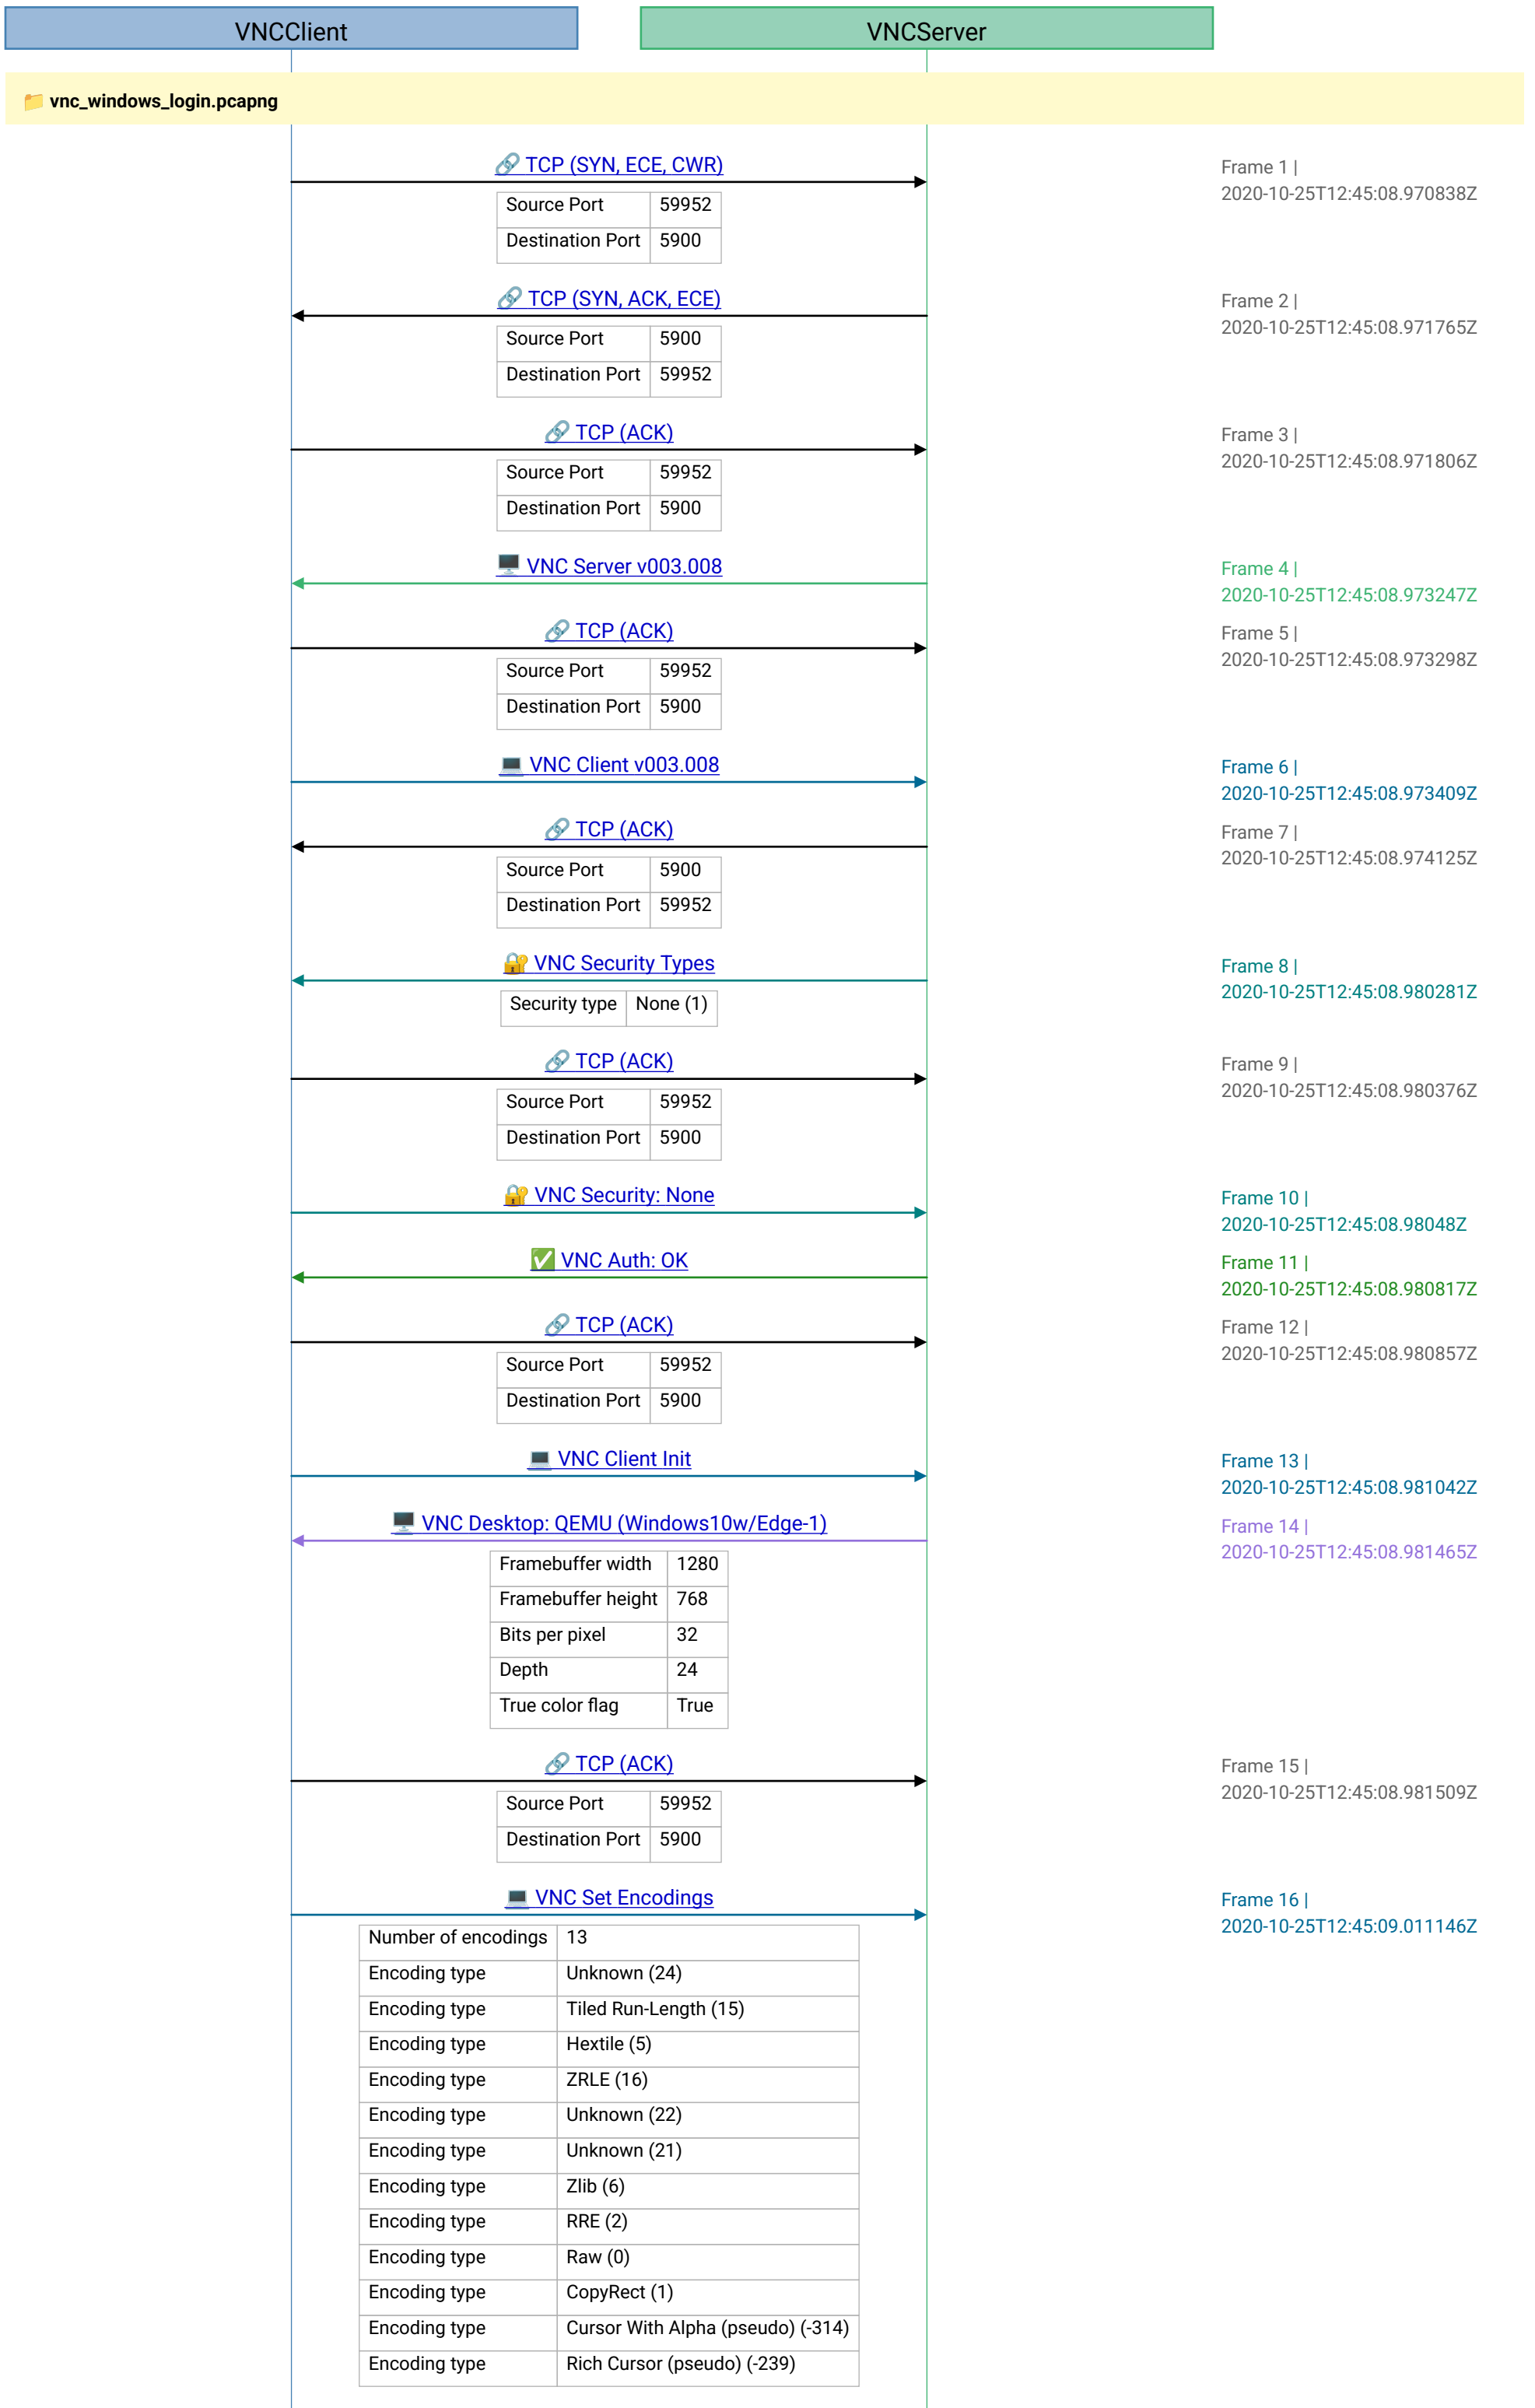 VNCClient
VNCServer
vnc_windows_login.pcapng
TCP (SYN, ECE, CWR)
Frame 1 |
2020-10-25T12:45:08.970838Z
Source Port 59952
Destination Port 5900
TCP (SYN, ACK, ECE)
Frame 2 |
2020-10-25T12:45:08.971765Z
Source Port 5900
Destination Port 59952
TCP (ACK)
Frame 3 |
2020-10-25T12:45:08.971806Z
Source Port 59952
Destination Port 5900
VNC Server v003.008
Frame 4 |
2020-10-25T12:45:08.973247Z
TCP (ACK)
Frame 5 |
2020-10-25T12:45:08.973298Z
Source Port 59952
Destination Port 5900
VNC Client v003.008
Frame 6 |
2020-10-25T12:45:08.973409Z
TCP (ACK)
Frame 7 |
2020-10-25T12:45:08.974125Z
Source Port 5900
Destination Port 59952
VNC Security Types
Frame 8 |
2020-10-25T12:45:08.980281Z
Security type None (1)
TCP (ACK)
Frame 9 |
2020-10-25T12:45:08.980376Z
Source Port 59952
Destination Port 5900
VNC Security: None
Frame 10 |
2020-10-25T12:45:08.98048Z
VNC Auth: OK
Frame 11 |
2020-10-25T12:45:08.980817Z
TCP (ACK)
Frame 12 |
2020-10-25T12:45:08.980857Z
Source Port 59952
Destination Port 5900
VNC Client Init
Frame 13 |
2020-10-25T12:45:08.981042Z
VNC Desktop: QEMU (Windows10w/Edge-1)
Frame 14 |
2020-10-25T12:45:08.981465Z
Framebuffer width 1280
Framebuffer height 768
Bits per pixel 32
Depth 24
True color flag True
TCP (ACK)
Frame 15 |
2020-10-25T12:45:08.981509Z
Source Port 59952
Destination Port 5900
VNC Set Encodings
Frame 16 |
2020-10-25T12:45:09.011146Z
Number of encodings 13
Encoding type Unknown (24)
Encoding type Tiled Run-Length (15)
Encoding type Hextile (5)
Encoding type ZRLE (16)
Encoding type Unknown (22)
Encoding type Unknown (21)
Encoding type Zlib (6)
Encoding type RRE (2)
Encoding type Raw (0)
Encoding type CopyRect (1)
Encoding type Cursor With Alpha (pseudo) (-314)
Encoding type Rich Cursor (pseudo) (-239)